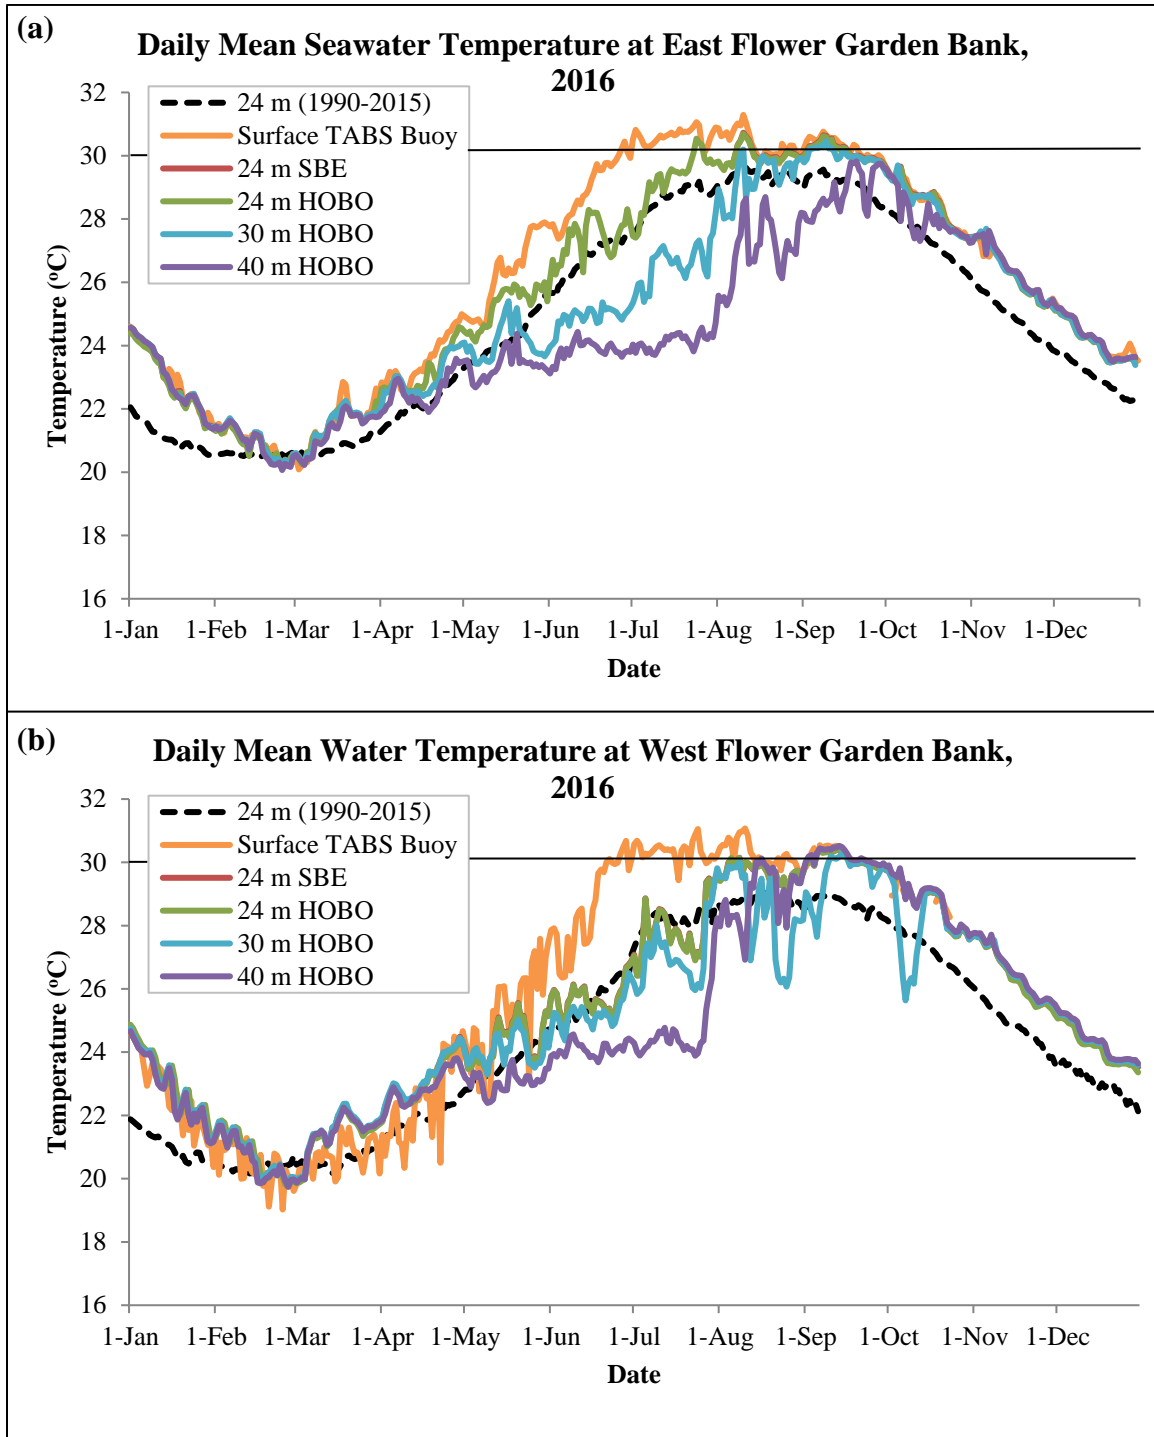 (a)
Daily Mean Seawater Temperature at East Flower Garden Bank,
2016
32
30
28
26
24
22
20
18
16
Temperature (ºC)
24 m (1990-2015)
Surface TABS Buoy
24 m SBE
24 m HOBO
30 m HOBO
40 m HOBO
1-Jan 1-Feb 1-Mar 1-Apr 1-May 1-Jun 1-Jul 1-Aug 1-Sep 1-Oct 1-Nov 1-Dec
Date
(b)
Daily Mean Water Temperature at West Flower Garden Bank,
2016
32
30
28
26
24
22
20
18
16
Temperature (ºC)
24 m (1990-2015)
Surface TABS Buoy
24 m SBE
24 m HOBO
30 m HOBO
40 m HOBO
1-Jan 1-Feb 1-Mar 1-Apr 1-May 1-Jun 1-Jul 1-Aug 1-Sep 1-Oct 1-Nov 1-Dec
Date